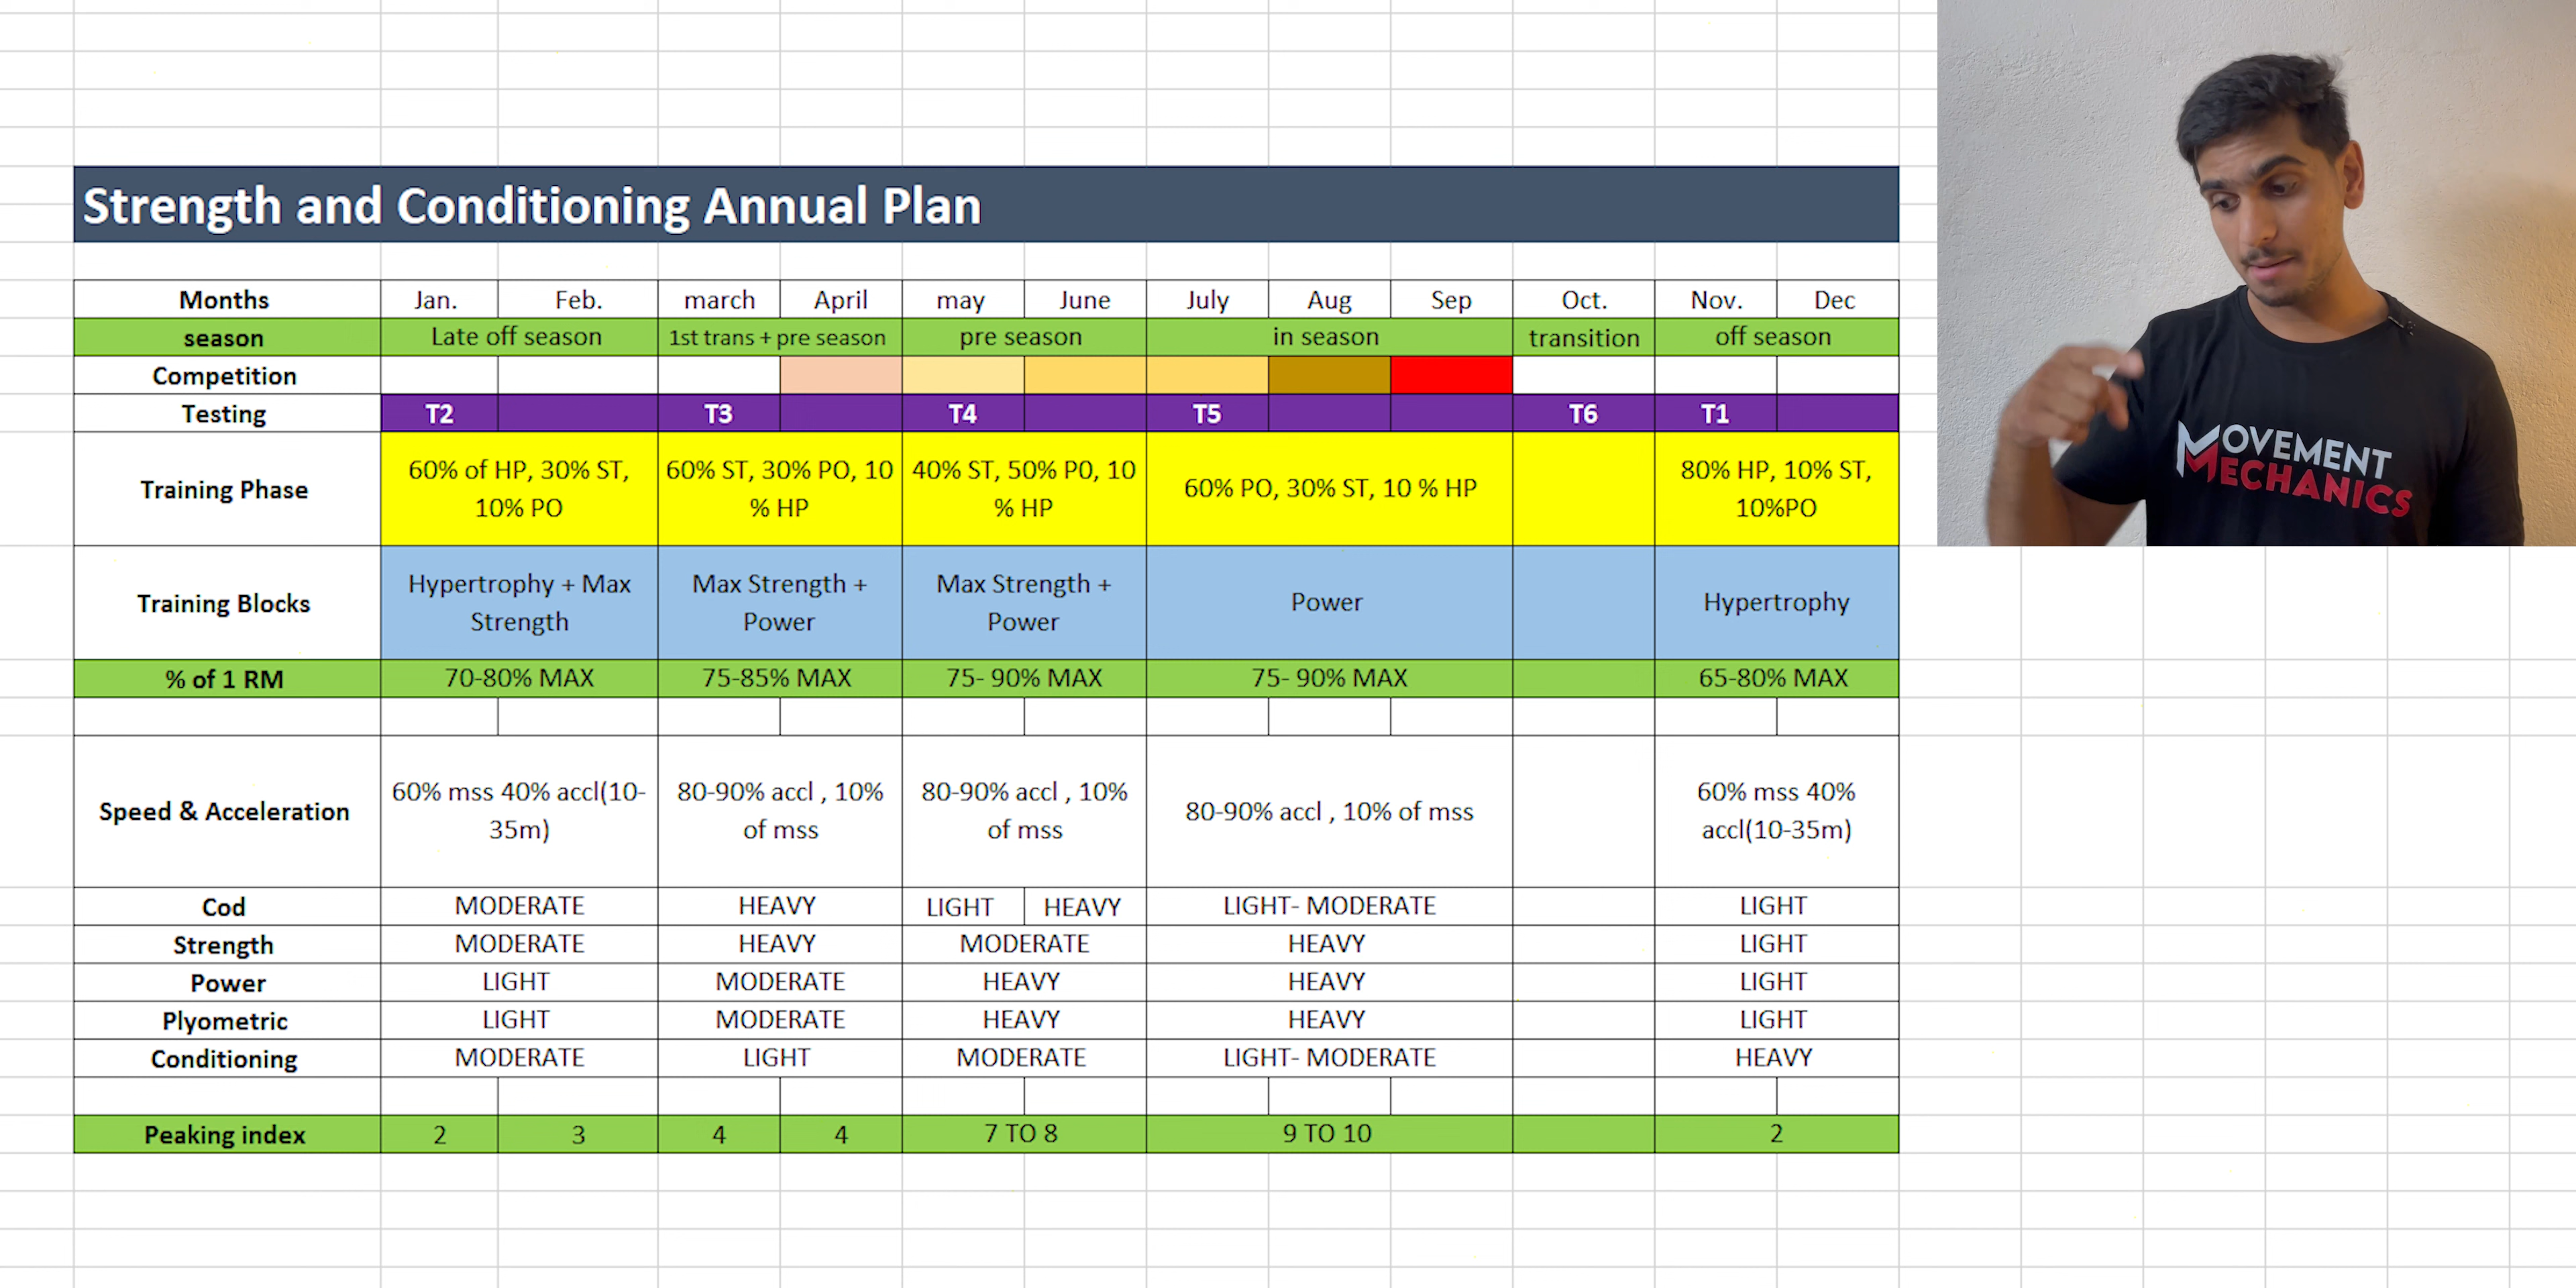 Strength and Conditioning Annual Plan
Months Jan. Feb. march April may June July Aug Sep Oct. Nov. Dec
season Late off season 1st trans + pre season pre season in season transition off season
Competition
Testing T2 T3 T4 T5 T6 T1
Training Phase 60% of HP, 30% ST, 10% PO 60% ST, 30% PO, 10 % HP 40% ST, 50% P0, 10 % HP 60% PO, 30% ST, 10 % HP 80% HP, 10% ST, 10%PO
Training Blocks Hypertrophy + Max Strength Max Strength + Power Max Strength + Power Power Hypertrophy
% of 1 RM 70-80% MAX 75-85% MAX 75- 90% MAX 75- 90% MAX 65-80% MAX
Speed & Acceleration 60% mss 40% accl(10-35m) 80-90% accl , 10% of mss 80-90% accl , 10% of mss 80-90% accl , 10% of mss 60% mss 40% accl(10-35m)
Cod MODERATE HEAVY LIGHT HEAVY LIGHT- MODERATE LIGHT
Strength MODERATE HEAVY MODERATE HEAVY LIGHT
Power LIGHT MODERATE HEAVY HEAVY LIGHT
Plyometric LIGHT MODERATE HEAVY HEAVY LIGHT
Conditioning MODERATE LIGHT MODERATE LIGHT- MODERATE HEAVY
Peaking index 2 3 4 4 7 TO 8 9 TO 10 2
MOVEMENT
MECHANICS